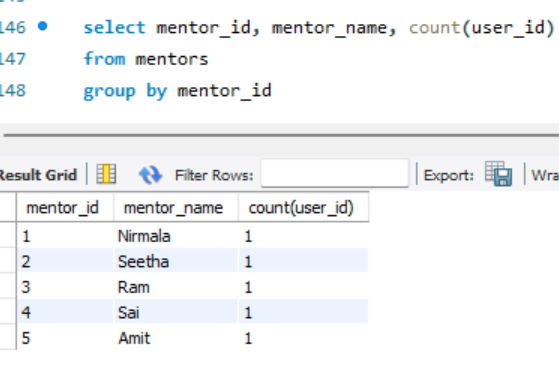 146 select mentor_id, mentor_name, count(user_id)
147 from mentors
148 group by mentor_id
Result Grid Filter Rows: Export:
mentor_id mentor_name count(user_id)
1 Nirmala 1
2 Seetha 1
3 Ram 1
4 Sai 1
5 Amit 1